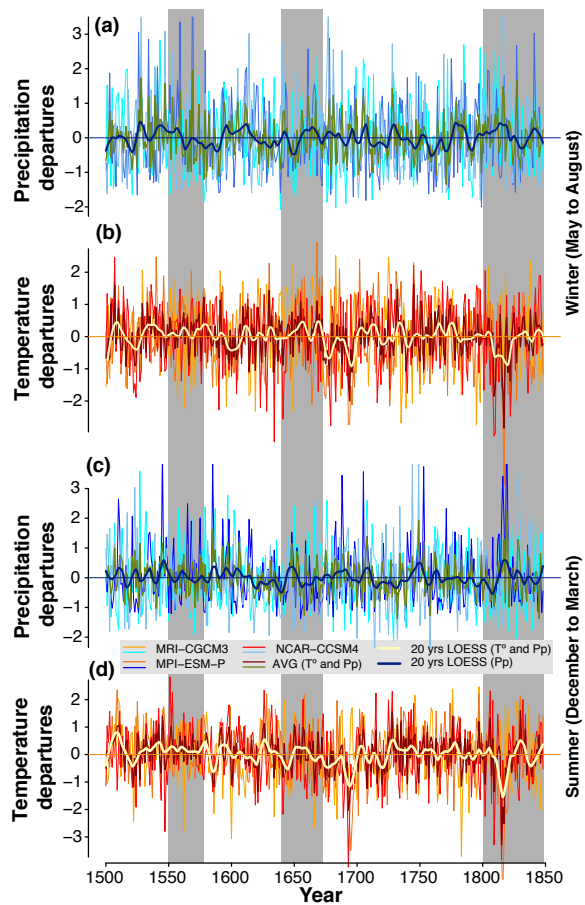 (a)
3
2
1
0
−1
−2
Precipitation
departures
(b)
2
1
0
−1
−2
Temperature
departures
Winter (May to August)
(c)
3
2
1
0
−1
−2
Precipitation
departures
MRI−CGCM3 NCAR−CCSM4 20 yrs LOESS (Tº and Pp)
MPI−ESM−P AVG (Tº and Pp) 20 yrs LOESS (Pp)
(d)
2
1
0
−1
−2
−3
Temperature
departures
Summer (December to March)
1500 1550 1600 1650 1700 1750 1800 1850
Year